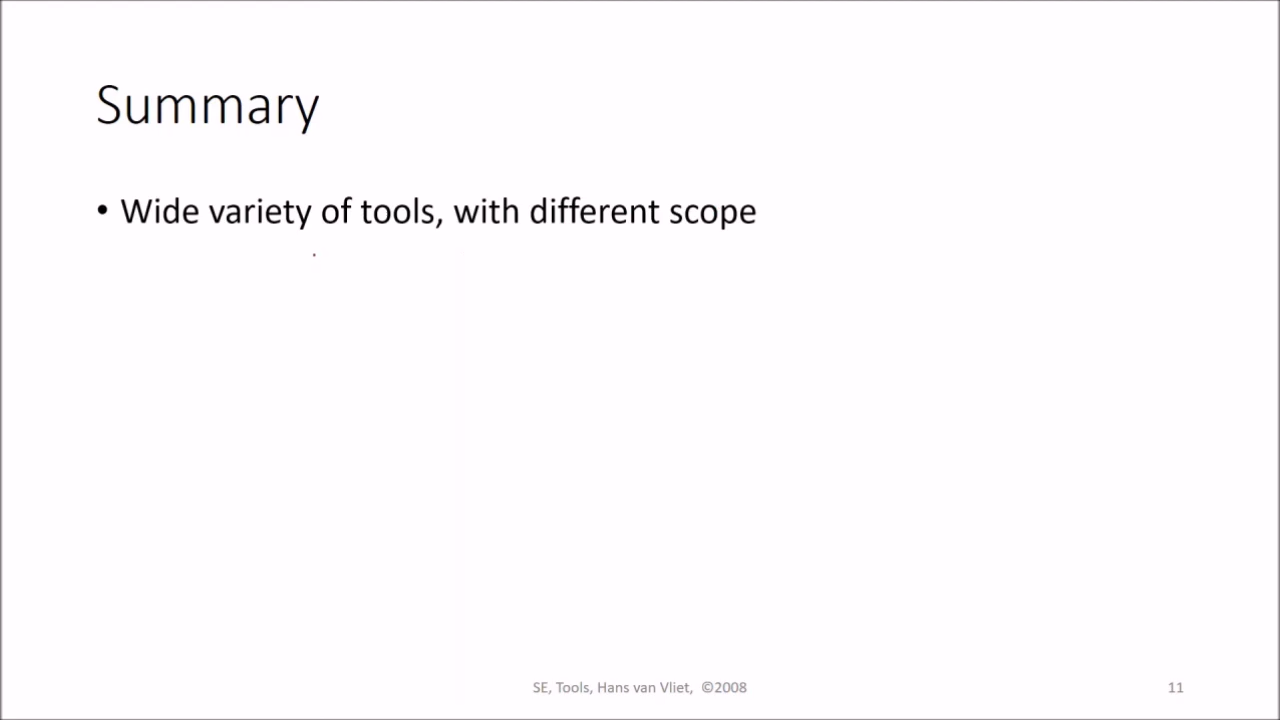 Summary
• Wide variety of tools, with different scope
SE, Tools, Hans van Vliet, ©2008
11